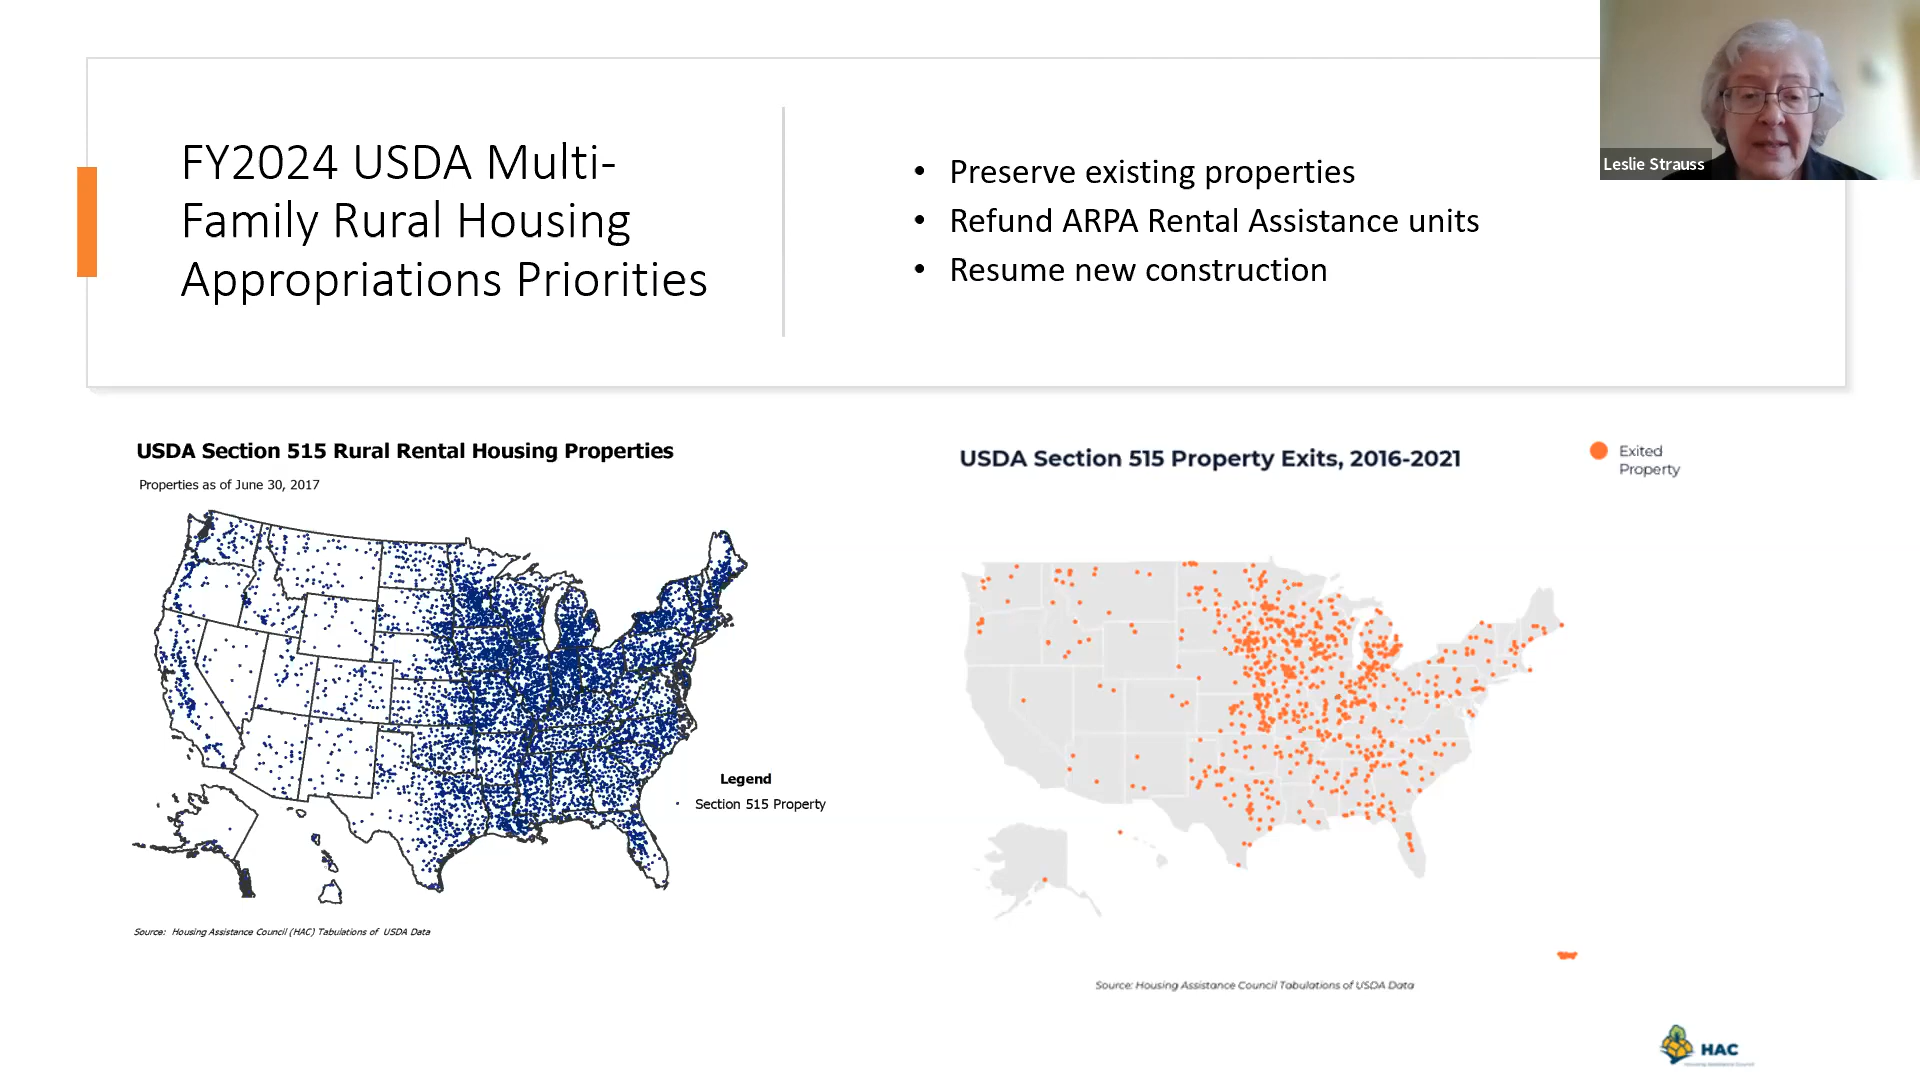 FY2024 USDA Multi-
Family Rural Housing
Appropriations Priorities
• Preserve existing properties
• Refund ARPA Rental Assistance units
• Resume new construction
Leslie Strauss
USDA Section 515 Rural Rental Housing Properties
Properties as of June 30, 2017
Legend
Section 515 Property
Source: Housing Assistance Council (HAC) Tabulations of USDA Data
USDA Section 515 Property Exits, 2016-2021
Exited
Property
Source: Housing Assistance Council Tabulations of USDA Data
HAC
Housing Assistance Council